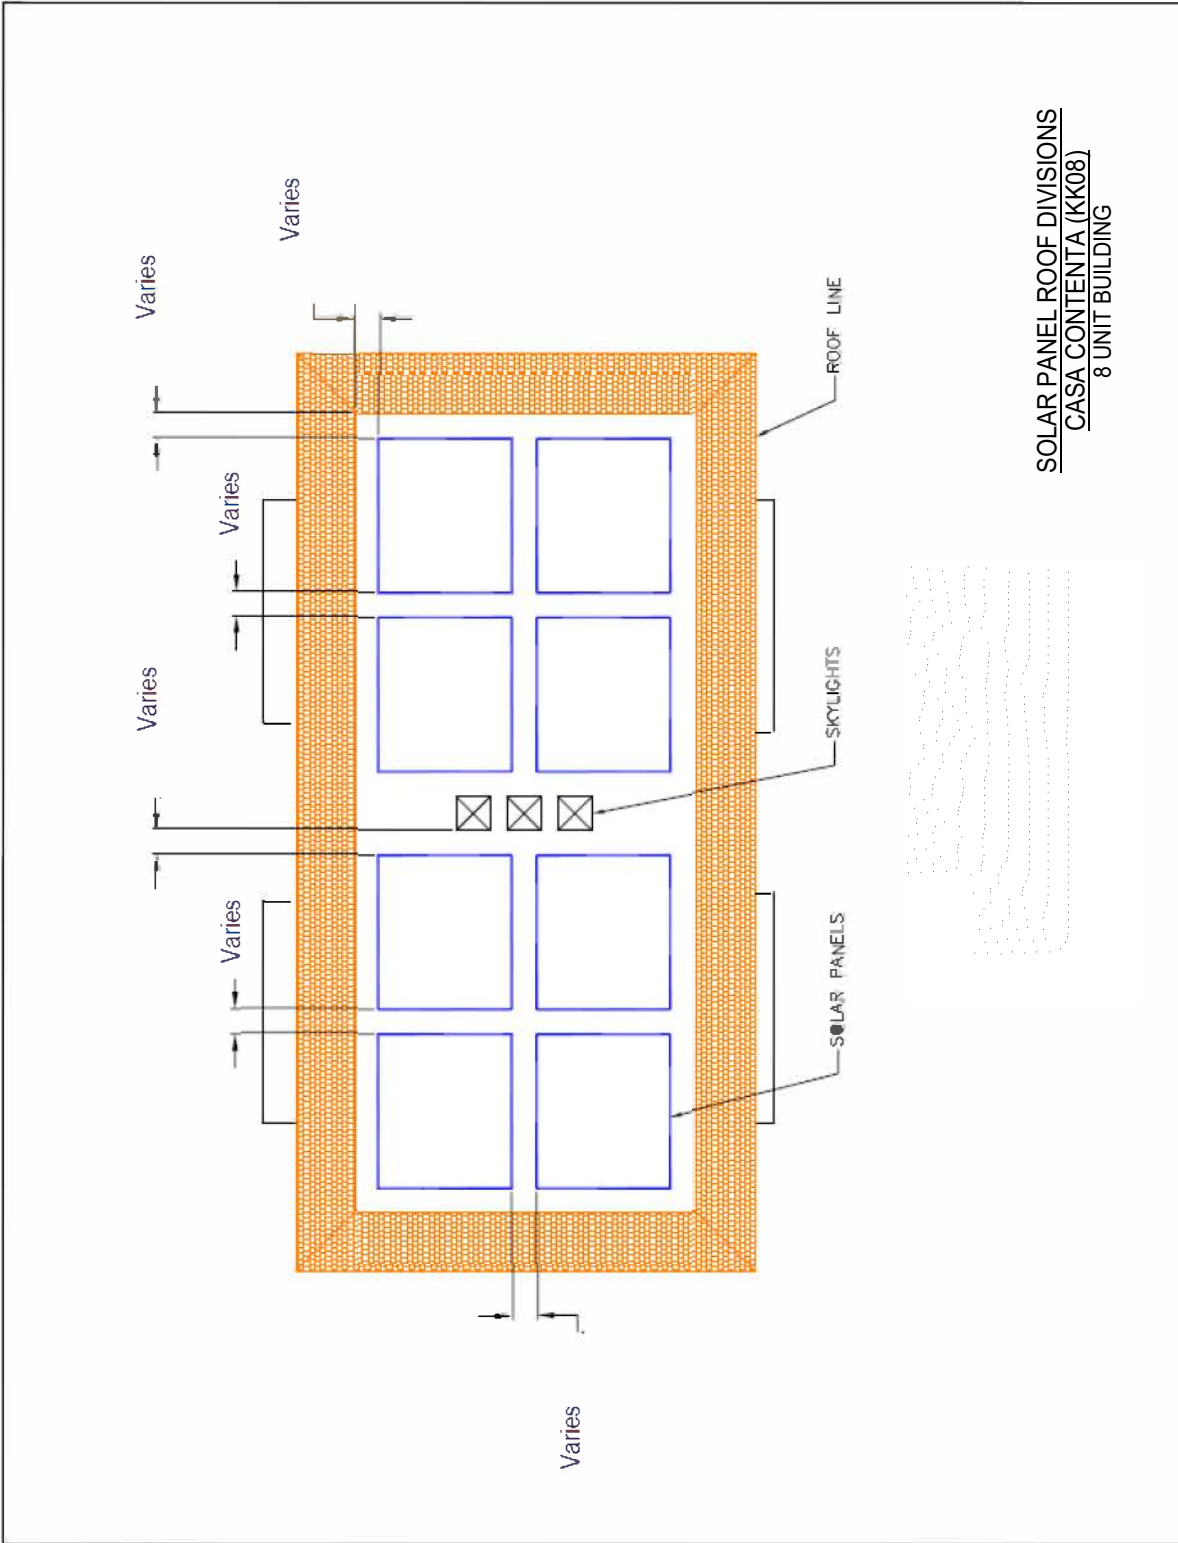 Varies
Varies
Varies
Varies
Varies
Varies
Varies
ROOF LINE
SKYLIGHTS
SOLAR PANELS
SOLAR PANEL ROOF DIVISIONS
CASA CONTENTA (KK08)
8 UNIT BUILDING